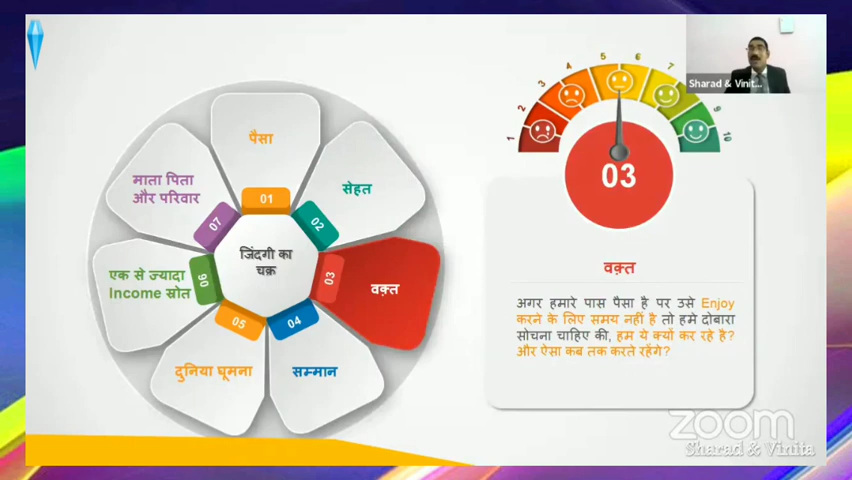 पैसा
01
सेहत
02
वक़्त
03
सम्मान
04
दुनिया घूमना
05
एक से ज्यादा
Income स्रोत
06
माता पिता
और परिवार
07
जिंदगी का
चक्र
1 2 3 4 5 6 7 9 10
03
वक़्त
अगर हमारे पास पैसा है पर उसे Enjoy
करने के लिए समय नहीं है तो हमे दोबारा
सोचना चाहिए की, हम ये क्यों कर रहे है?
और ऐसा कब तक करते रहेंगे?
Sharad & Vinit...
zoom
Sharad & Vinita